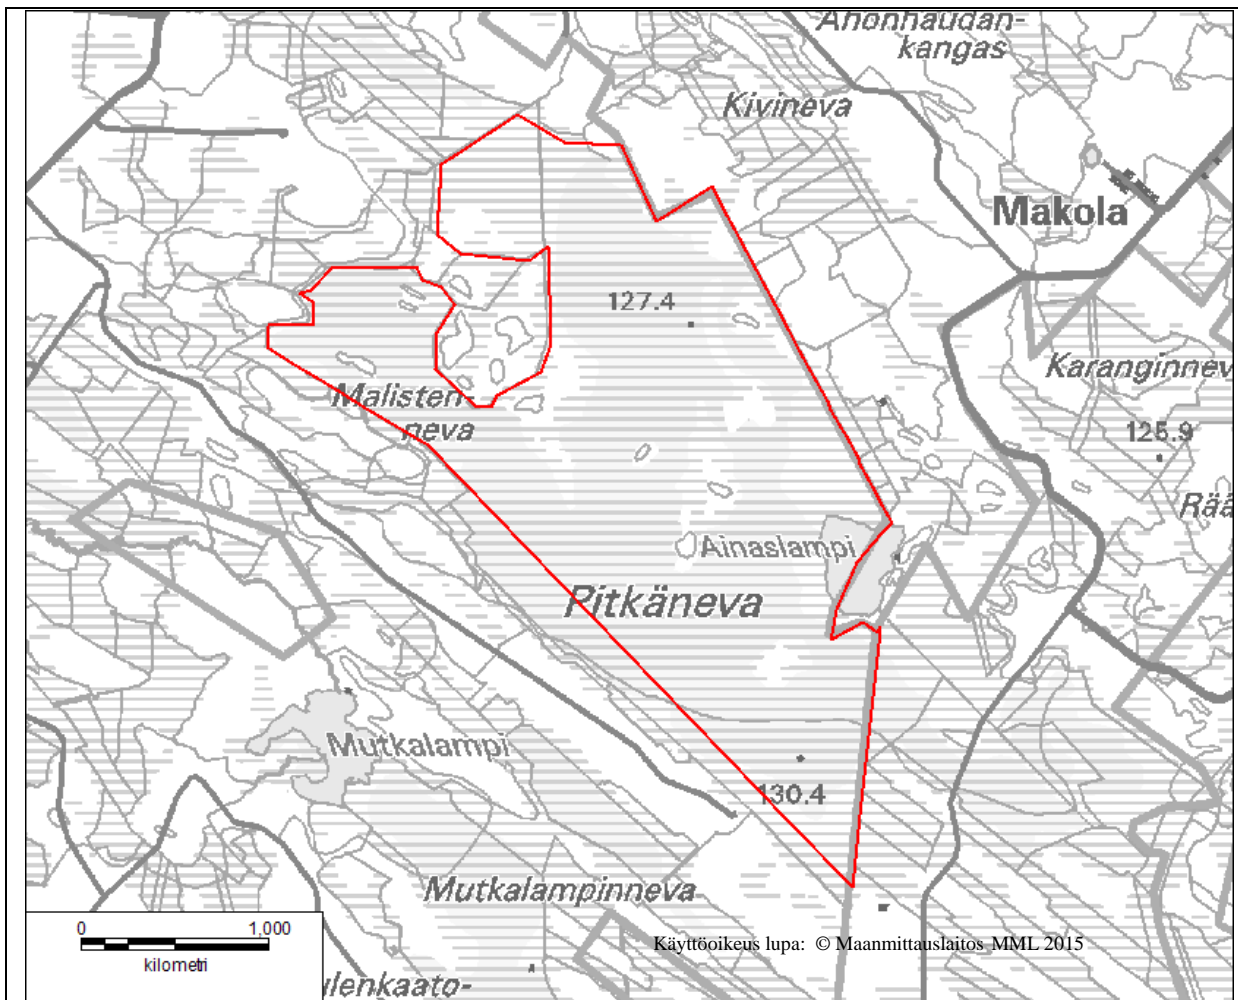 Ahonhaudan-
kangas
Kivineva
Makola
127.4
Karanginnev
Malisten-
neva
125.9
Rää
Ainaslampi
Pitkäneva
Mutkalampi
130.4
Mutkalampinneva
0 1,000
kilometri
Käyttöoikeus lupa: © Maanmittauslaitos MML 2015
ylenkaato-